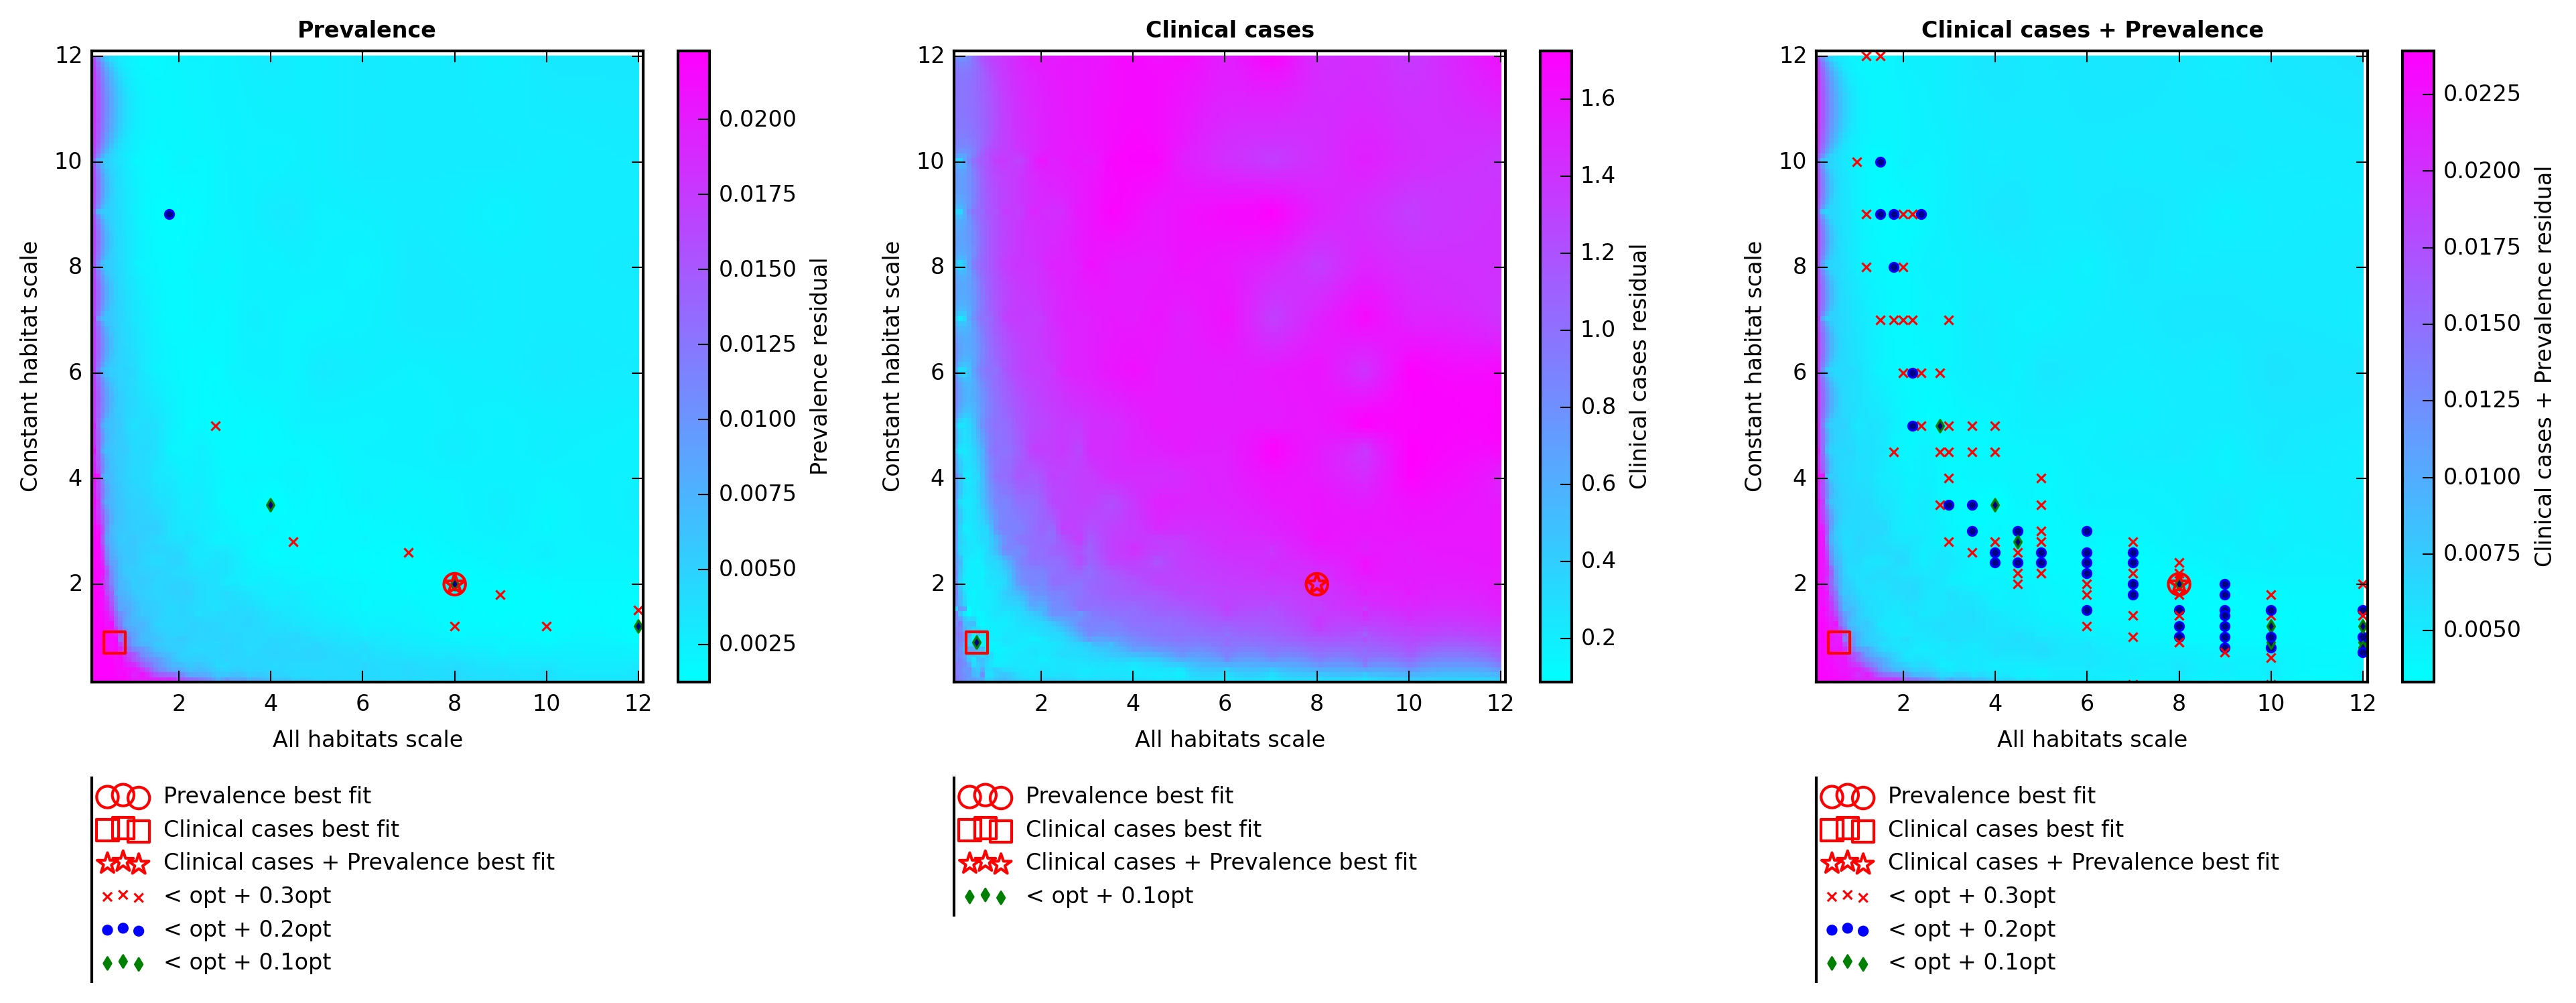 Prevalence
Constant habitat scale
12
10
8
6
4
2
2 4 6 8 10 12
All habitats scale
0.0200
0.0175
0.0150
0.0125
0.0100
0.0075
0.0050
0.0025
Prevalence residual
Prevalence best fit
Clinical cases best fit
Clinical cases + Prevalence best fit
< opt + 0.3opt
< opt + 0.2opt
< opt + 0.1opt
Clinical cases
Constant habitat scale
12
10
8
6
4
2
2 4 6 8 10 12
All habitats scale
1.6
1.4
1.2
1.0
0.8
0.6
0.4
0.2
Clinical cases residual
Prevalence best fit
Clinical cases best fit
Clinical cases + Prevalence best fit
< opt + 0.1opt
Clinical cases + Prevalence
Constant habitat scale
12
10
8
6
4
2
2 4 6 8 10 12
All habitats scale
0.0225
0.0200
0.0175
0.0150
0.0125
0.0100
0.0075
0.0050
Clinical cases + Prevalence residual
Prevalence best fit
Clinical cases best fit
Clinical cases + Prevalence best fit
< opt + 0.3opt
< opt + 0.2opt
< opt + 0.1opt